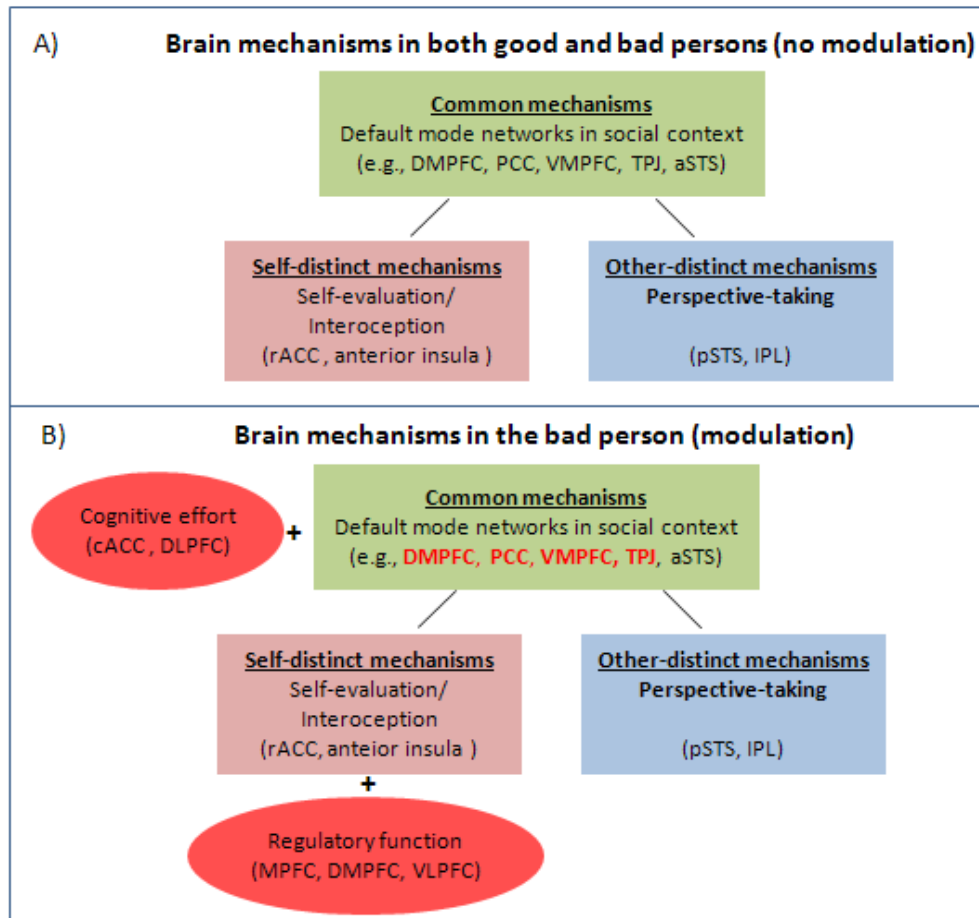 A)
Brain mechanisms in both good and bad persons (no modulation)
Common mechanisms
Default mode networks in social context
(e.g., DMPFC, PCC, VMPFC, TPJ, aSTS)
Self-distinct mechanisms
Self-evaluation/
Interoception
(rACC , anterior insula )
Other-distinct mechanisms
Perspective-taking
(pSTS, IPL)
B)
Brain mechanisms in the bad person (modulation)
Cognitive effort
(cACC , DLPFC)
+
Common mechanisms
Default mode networks in social context
(e.g., DMPFC, PCC, VMPFC, TPJ, aSTS)
Self-distinct mechanisms
Self-evaluation/
Interoception
(rACC, anteior insula )
Other-distinct mechanisms
Perspective-taking
(pSTS, IPL)
+
Regulatory function
(MPFC, DMPFC, VLPFC)